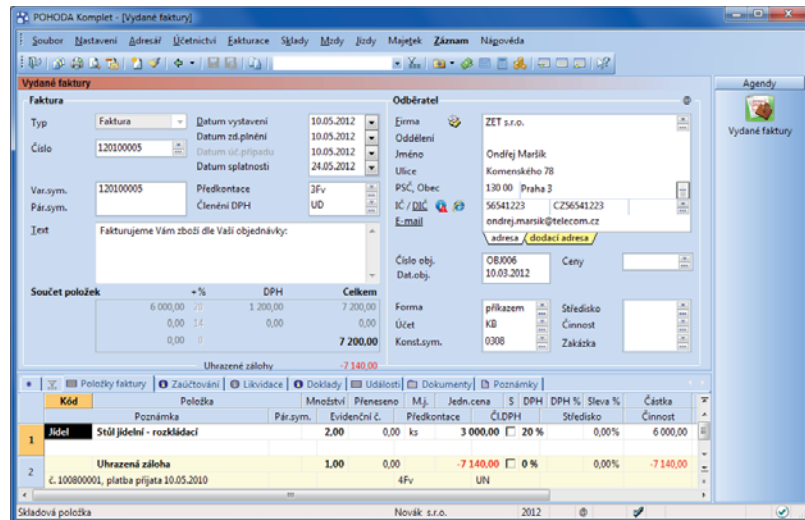 POHODA Komplet - [Vydané faktury]
Soubor Nastavení Adresář Účetnictví Fakturace Sklady Mzdy Jízdy Majetek Záznam Nápověda
Vydané faktury
Agendy
Vydané faktury
Faktura
Typ Faktura
Číslo 120100005
Datum vystavení 10.05.2012
Datum zd.plnění 10.05.2012
Datum úč.případu 10.05.2012
Datum splatnosti 24.05.2012
Var.sym. 120100005
Pár.sym.
Předkontace 3Fv
Členění DPH UD
Text Fakturujeme Vám zboží dle Vaší objednávky:
Součet položek +% DPH Celkem
6 000,00 20 1 200,00 7 200,00
0,00 14 0,00 0,00
0,00 0 7 200,00
Uhrazené zálohy -7 140,00
Odběratel @
Firma ZET s.r.o.
Oddělení
Jméno Ondřej Maršík
Ulice Komenského 78
PSČ, Obec 130 00 Praha 3
IČ / DIČ 56541223 CZ56541223
E-mail ondrej.marsik@telecom.cz
adresa dodací adresa
Číslo obj. OBJ006 Ceny
Dat.obj. 10.03.2012
Forma příkazem Středisko
Účet KB Činnost
Konst.sym. 0308 Zakázka
Položky faktury Zaúčtování Likvidace Doklady Události Dokumenty Poznámky
Kód Položka Množství Přeneseno M.j. Jedn.cena S DPH DPH % Sleva % Částka
Poznámka Pár.sym. Evidenční č. Předkontace Čl.DPH Středisko Činnost
1 Jídel Stůl jídelní - rozkládací 2,00 0,00 ks 3 000,00 20 % 0,00% 6 000,00
2 Uhrazená záloha 1,00 0,00 -7 140,00 0 % 0,00% -7 140,00
č. 100800001, platba přijata 10.05.2010 4Fv UN
Skladová položka Novák s.r.o. 2012 @